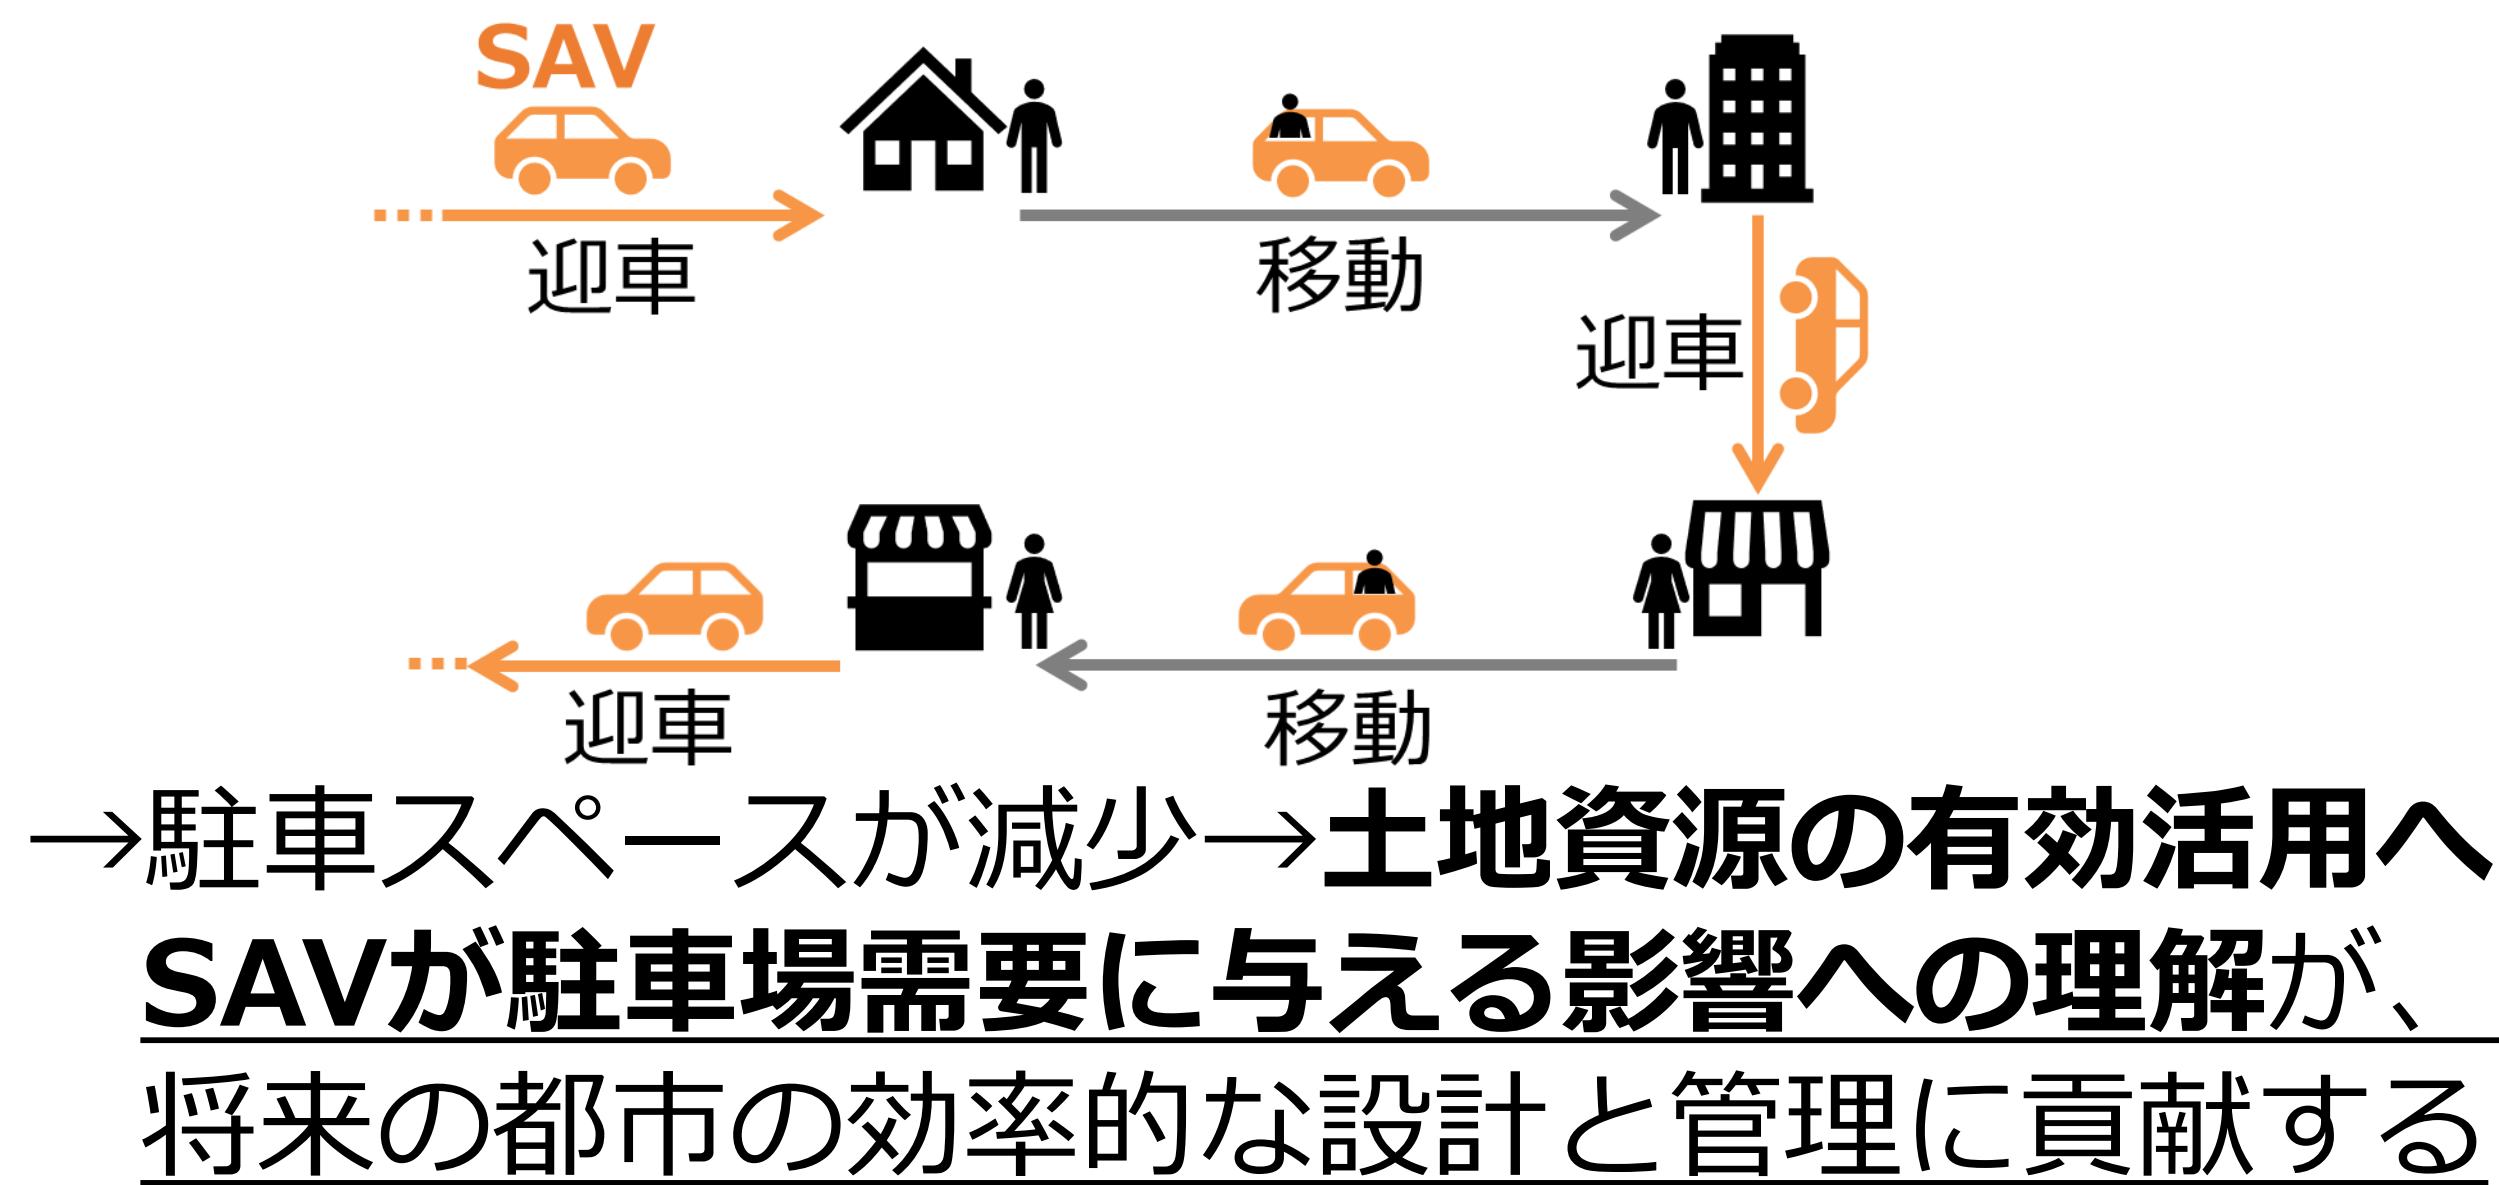 SAV
迎車
移動
迎車
迎車
移動
→駐車スペースが減少→土地資源の有効活用へ
SAVが駐車場需要に与える影響への理解が、
将来の都市の効率的な設計と管理に貢献する